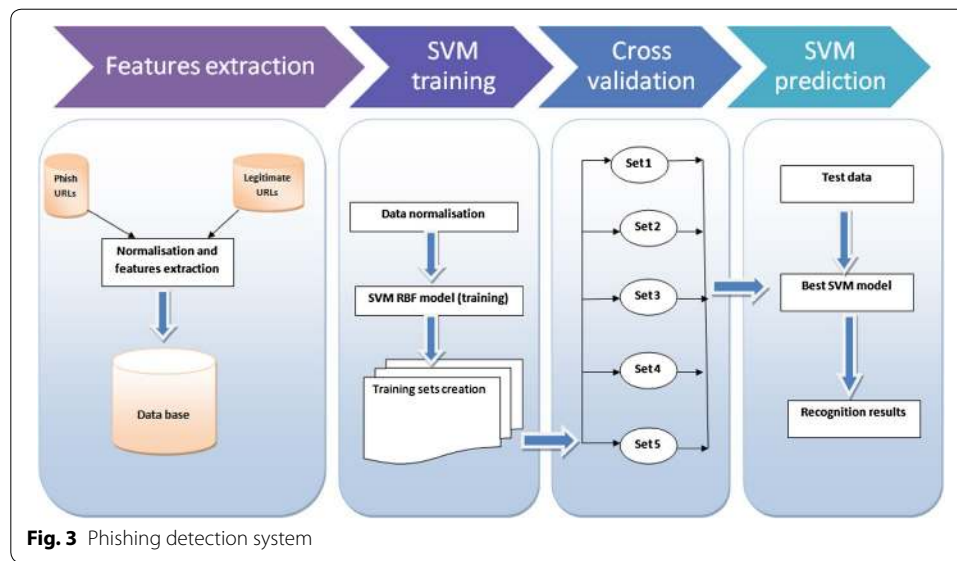 Features extraction
SVM
training
Cross
validation
SVM
prediction
Phish
URLs
Legitimate
URLs
Normalisation and
features extraction
Data base
Data normalisation
SVM RBF model (training)
Training sets creation
Set1
Set2
Set3
Set4
Set5
Test data
Best SVM model
Recognition results
Fig. 3 Phishing detection system